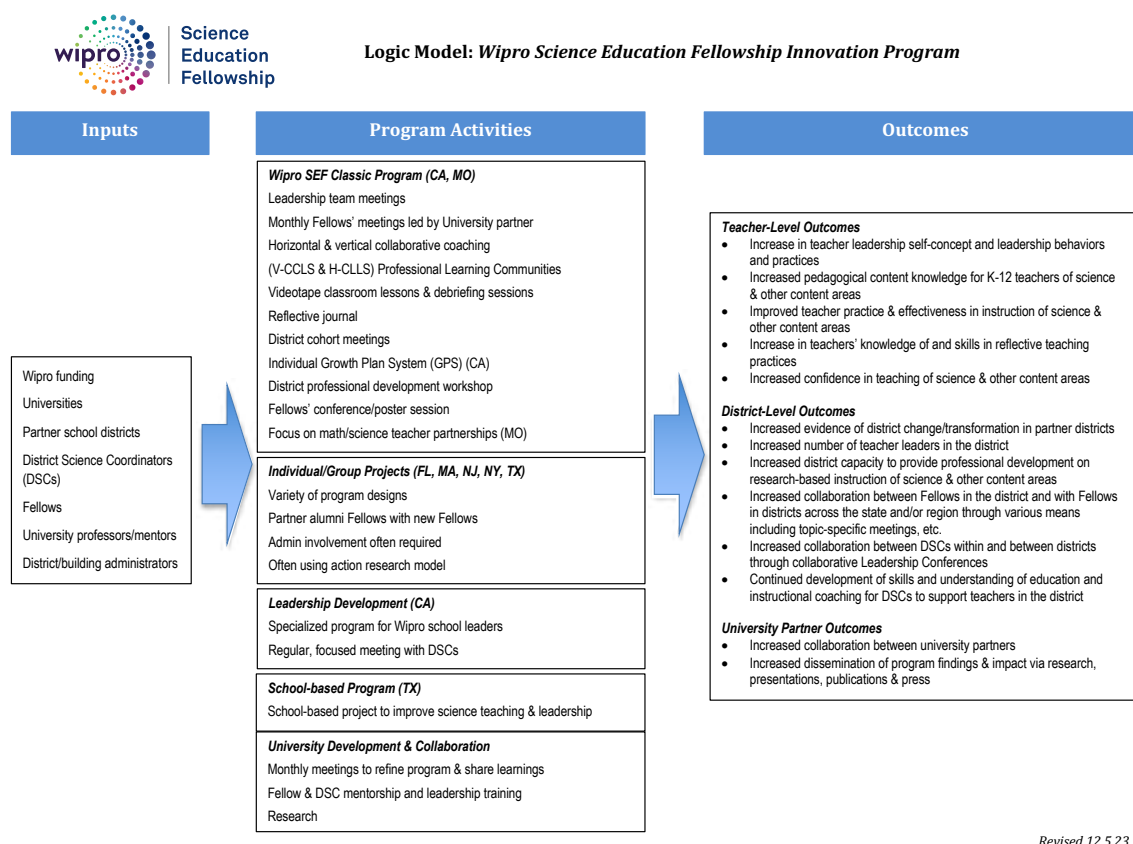 wipro
Science
Education
Fellowship
Logic Model: Wipro Science Education Fellowship Innovation Program
Inputs
Program Activities
Outcomes
Wipro funding
Universities
Partner school districts
District Science Coordinators
(DSCs)
Fellows
University professors/mentors
District/building administrators
Wipro SEF Classic Program (CA, MO)
Leadership team meetings
Monthly Fellows' meetings led by University partner
Horizontal & vertical collaborative coaching
(V-CCLS & H-CLLS) Professional Learning Communities
Videotape classroom lessons & debriefing sessions
Reflective journal
District cohort meetings
Individual Growth Plan System (GPS) (CA)
District professional development workshop
Fellows' conference/poster session
Focus on math/science teacher partnerships (MO)
Individual/Group Projects (FL, MA, NJ, NY, TX)
Variety of program designs
Partner alumni Fellows with new Fellows
Admin involvement often required
Often using action research model
Leadership Development (CA)
Specialized program for Wipro school leaders
Regular, focused meeting with DSCs
School-based Program (TX)
School-based project to improve science teaching & leadership
University Development & Collaboration
Monthly meetings to refine program & share learnings
Fellow & DSC mentorship and leadership training
Research
Teacher-Level Outcomes
• Increase in teacher leadership self-concept and leadership behaviors
and practices
• Increased pedagogical content knowledge for K-12 teachers of science
& other content areas
• Improved teacher practice & effectiveness in instruction of science &
other content areas
• Increase in teachers' knowledge of and skills in reflective teaching
practices
• Increased confidence in teaching of science & other content areas
District-Level Outcomes
• Increased evidence of district change/transformation in partner districts
• Increased number of teacher leaders in the district
• Increased district capacity to provide professional development on
research-based instruction of science & other content areas
• Increased collaboration between Fellows in the district and with Fellows
in districts across the state and/or region through various means
including topic-specific meetings, etc.
• Increased collaboration between DSCs within and between districts
through collaborative Leadership Conferences
• Continued development of skills and understanding of education and
instructional coaching for DSCs to support teachers in the district
University Partner Outcomes
• Increased collaboration between university partners
• Increased dissemination of program findings & impact via research,
presentations, publications & press
Revised 12.5.23